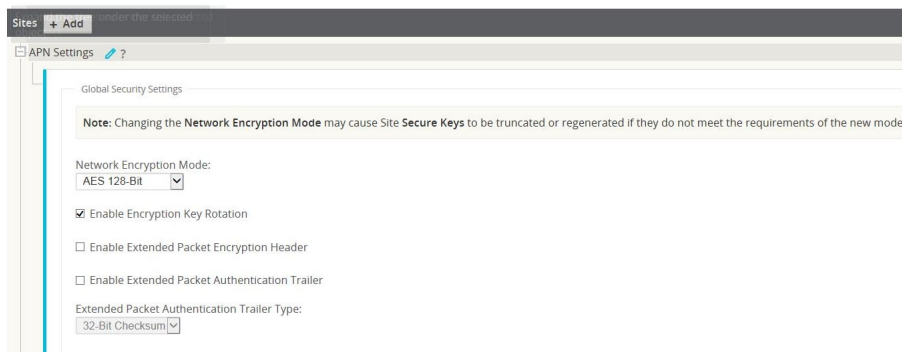 Sites + Add
APN Settings ?
Global Security Settings
Note: Changing the Network Encryption Mode may cause Site Secure Keys to be truncated or regenerated if they do not meet the requirements of the new mode
Network Encryption Mode:
AES 128-Bit
Enable Encryption Key Rotation
Enable Extended Packet Encryption Header
Enable Extended Packet Authentication Trailer
Extended Packet Authentication Trailer Type:
32-Bit Checksum